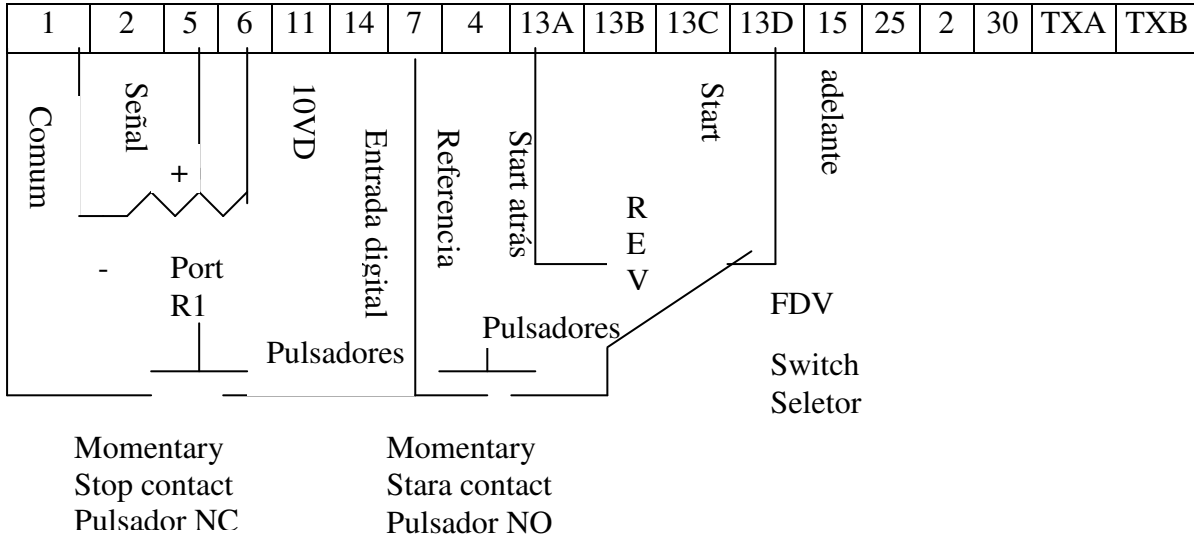 1 2 5 6 11 14 7 4 13A 13B 13C 13D 15 25 2 30 TXA TXB
Comum
Señal
10VD
Entrada digital
Referencia
Start atrás
Start
adelante
+
-
Port
R1
R
E
V
FDV
Pulsadores
Pulsadores
Switch
Seletor
Momentary
Stop contact
Pulsador NC
Momentary
Stara contact
Pulsador NO